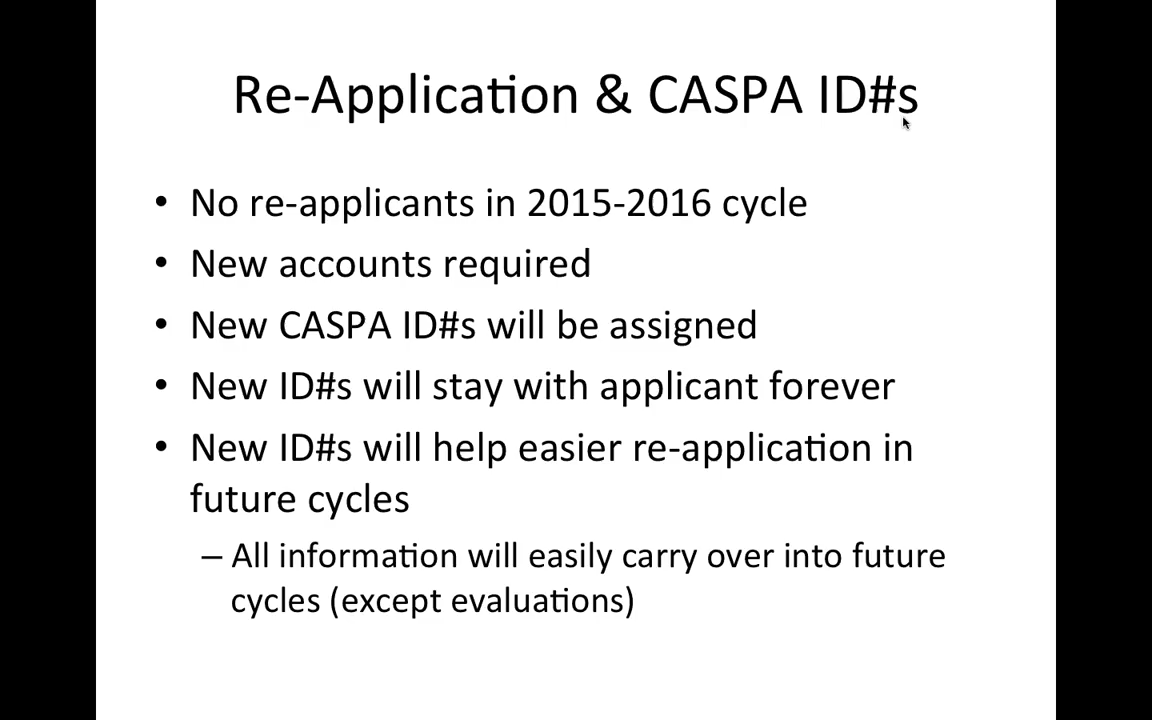 Re-Application & CASPA ID#s
• No re-applicants in 2015-2016 cycle
• New accounts required
• New CASPA ID#s will be assigned
• New ID#s will stay with applicant forever
• New ID#s will help easier re-application in
future cycles
– All information will easily carry over into future
cycles (except evaluations)